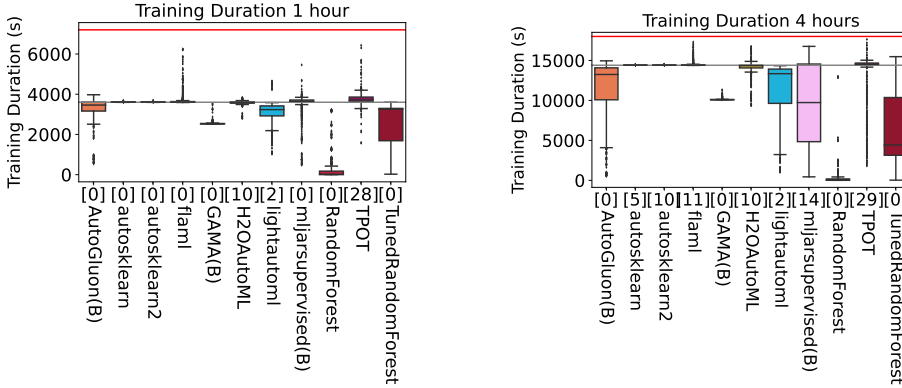 Training Duration 1 hour
Training Duration (s)
6000
4000
2000
0
[0] AutoGluon(B)
[0] autosklearn
[0] autosklearn2
[0] flaml
[0] GAMA(B)
[10] H2OAutoML
[2] lightautoml
[0] mljarsupervised(B)
[0] RandomForest
[28] TPOT
[0] TunedRandomForest
Training Duration 4 hours
Training Duration (s)
15000
10000
5000
0
[0] AutoGluon(B)
[5] autosklearn
[10] autosklearn2
[11] flaml
[0] GAMA(B)
[10] H2OAutoML
[2] lightautoml
[14] mljarsupervised(B)
[0] RandomForest
[29] TPOT
[0] TunedRandomForest